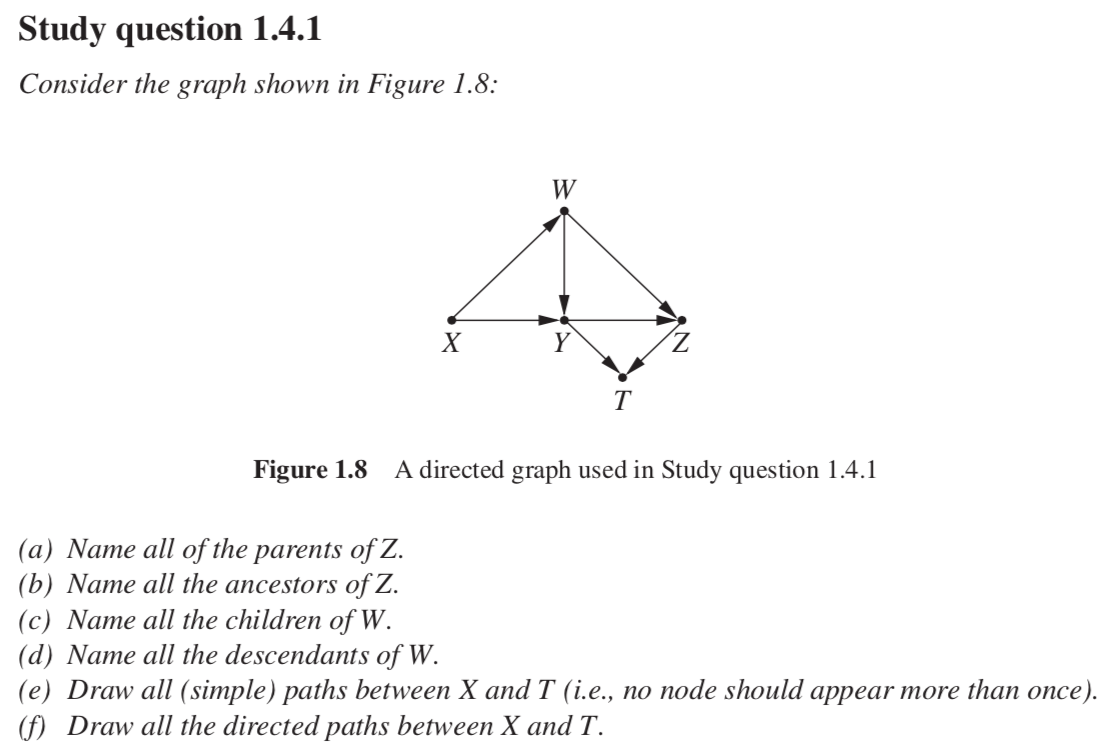 Study question 1.4.1
Consider the graph shown in Figure 1.8:
W
X
Y
Z
T
Figure 1.8 A directed graph used in Study question 1.4.1
(a) Name all of the parents of Z.
(b) Name all the ancestors of Z.
(c) Name all the children of W.
(d) Name all the descendants of W.
(e) Draw all (simple) paths between X and T (i.e., no node should appear more than once).
(f) Draw all the directed paths between X and T.